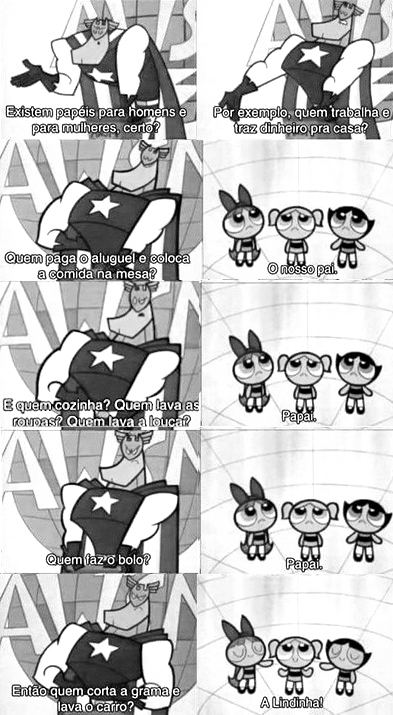 Existem papéis para homens e
para mulheres, certo?
Por exemplo, quem trabalha e
traz dinheiro pra casa?
Quem paga o aluguel e coloca
a comida na mesa?
O nosso pai.
E quem cozinha? Quem lava as
roupas? Quem lava a louça?
Papai.
Quem faz o bolo?
Papai.
Então quem corta a grama e
lava o carro?
A Lindinha!